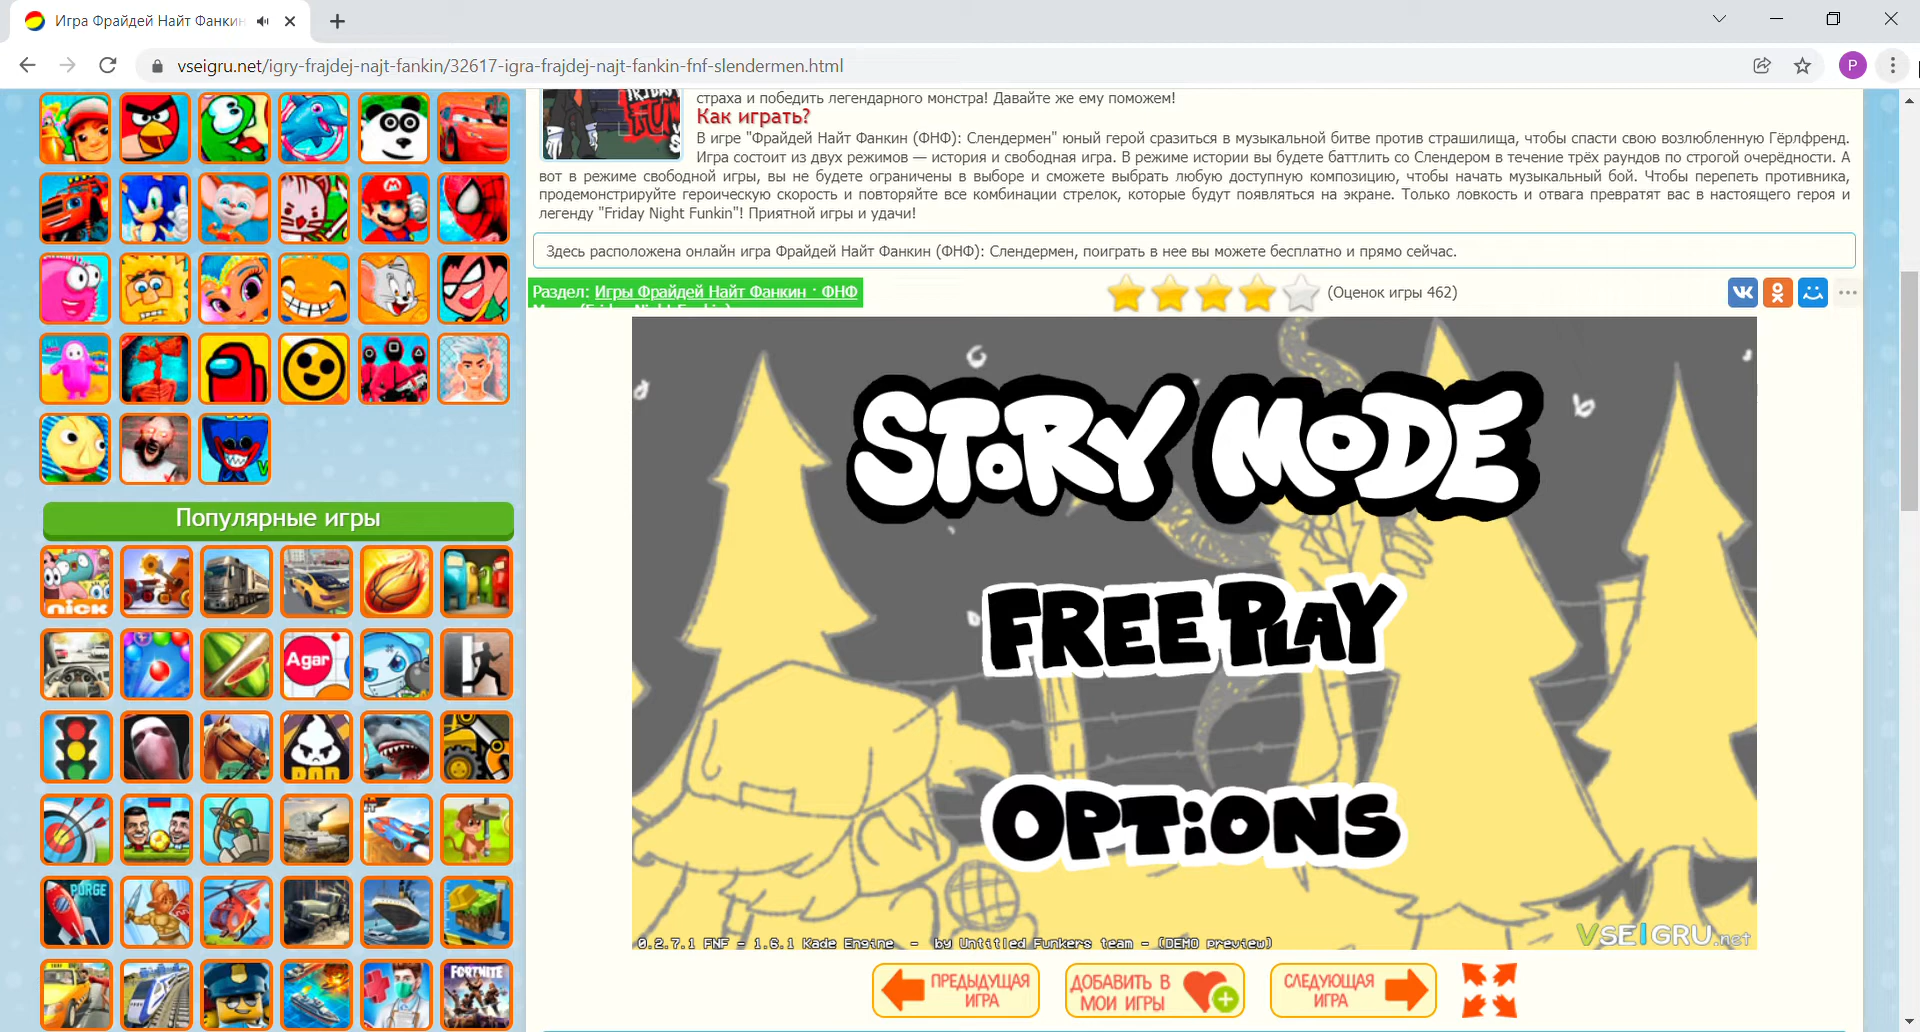 Игра Фрайдей Найт Фанкин
vseigru.net/igry-frajdej-najt-fankin/32617-igra-frajdej-najt-fankin-fnf-slendermen.html
P
страха и победить легендарного монстра! Давайте же ему поможем!
Как играть?
В игре "Фрайдей Найт Фанкин (ФНФ): Слендермен" юный герой сразиться в музыкальной битве против страшилища, чтобы спасти свою возлюбленную Гёрлфренд.
Игра состоит из двух режимов — история и свободная игра. В режиме истории вы будете баттлить со Слендером в течение трёх раундов по строгой очерёдности. А
вот в режиме свободной игры, вы не будете ограничены в выборе и сможете выбрать любую доступную композицию, чтобы начать музыкальный бой. Чтобы перепеть противника,
продемонстрируйте героическую скорость и повторяйте все комбинации стрелок, которые будут появляться на экране. Только ловкость и отвага превратят вас в настоящего героя и
легенду "Friday Night Funkin"! Приятной игры и удачи!
Здесь расположена онлайн игра Фрайдей Найт Фанкин (ФНФ): Слендермен, поиграть в нее вы можете бесплатно и прямо сейчас.
Раздел: Игры Фрайдей Найт Фанкин · ФНФ
(Оценок игры 462)
STORY MODE
FREEPLAY
OPTIONS
0.2.7.1 FNF - 1.6.1 Kade Engine - by Untitled Funkers team - (DEMO preview)
VSEIGRU.net
ПРЕДЫДУЩАЯ
ИГРА
ДОБАВИТЬ В
МОИ ИГРЫ
СЛЕДУЮЩАЯ
ИГРА
Популярные игры
nick
Agar
PURGE
FORTNITE